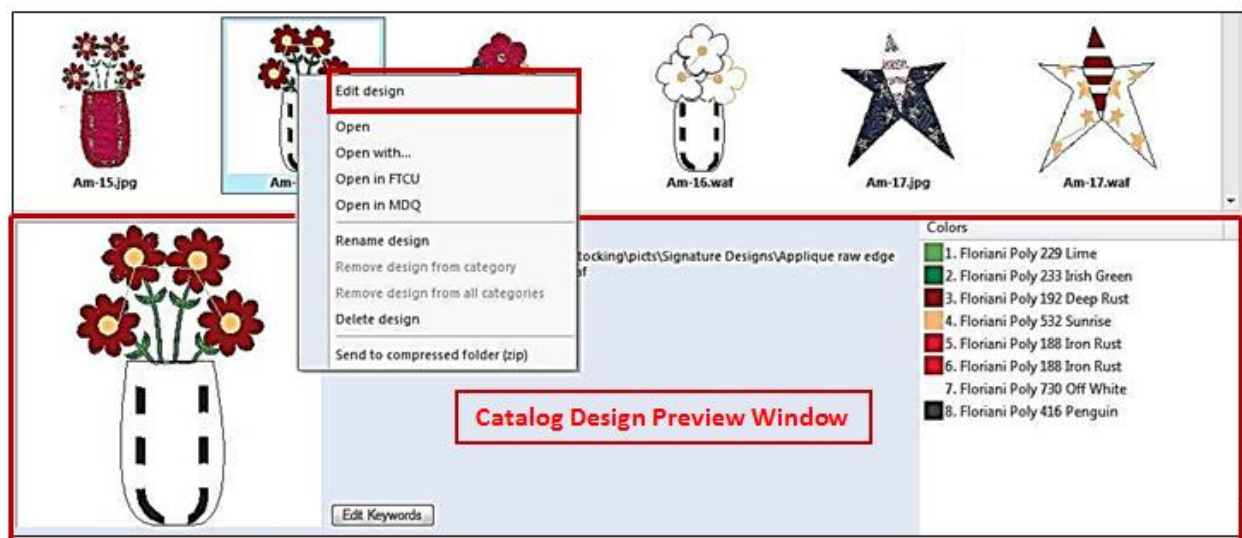 Am-15.jpg
Am-
Am-16.waf
Am-17.jpg
Am-17.waf
Edit design
Open
Open with...
Open in FTCU
Open in MDQ
Rename design
Remove design from category
Remove design from all categories
Delete design
Send to compressed folder (zip)
tocking\picts\Signature Designs\Applique raw edge
af
Catalog Design Preview Window
Edit Keywords
Colors
1. Floriani Poly 229 Lime
2. Floriani Poly 233 Irish Green
3. Floriani Poly 192 Deep Rust
4. Floriani Poly 532 Sunrise
5. Floriani Poly 188 Iron Rust
6. Floriani Poly 188 Iron Rust
7. Floriani Poly 730 Off White
8. Floriani Poly 416 Penguin